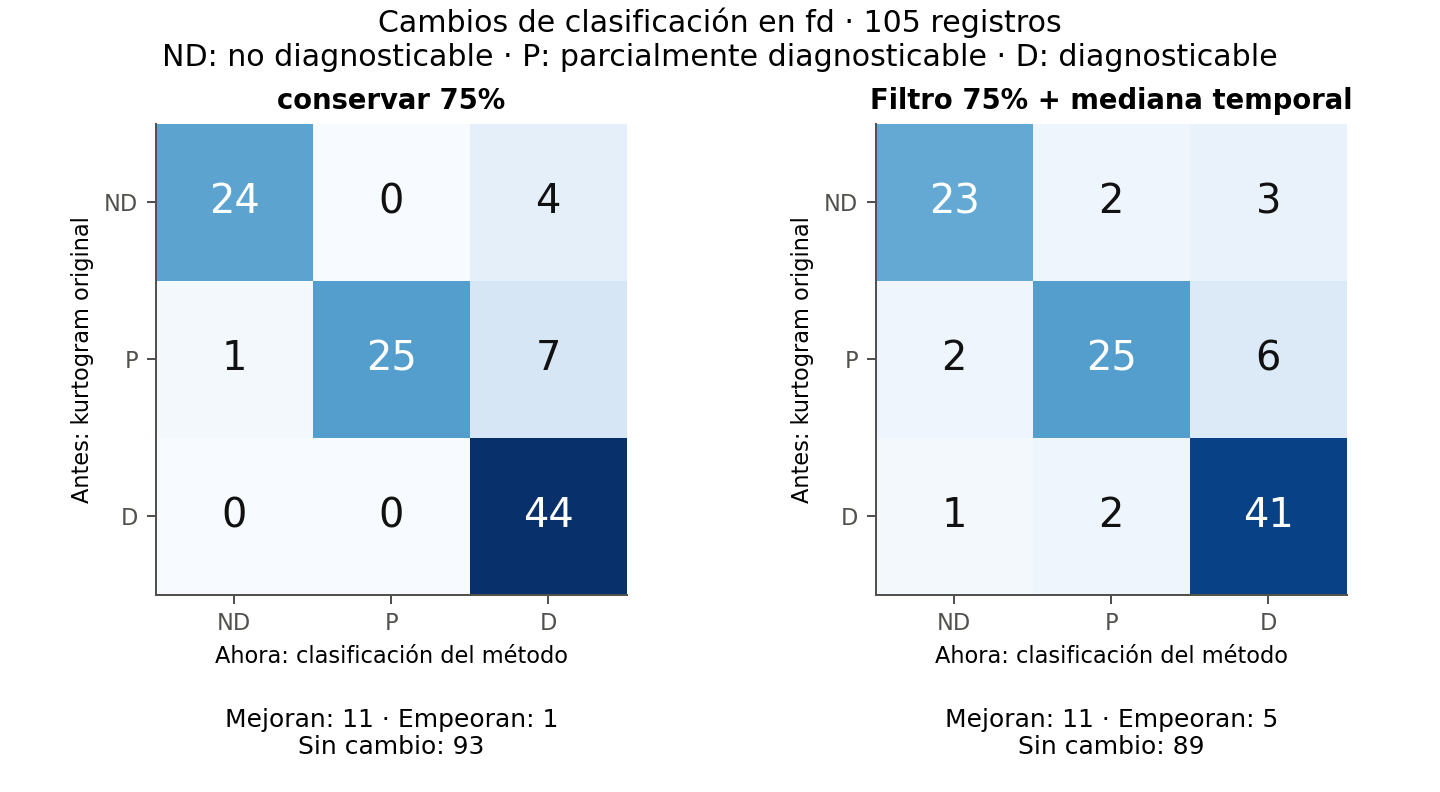 Cambios de clasificación en fd · 105 registros
ND: no diagnosticable · P: parcialmente diagnosticable · D: diagnosticable
conservar 75%
Antes: kurtogram original
ND
24
0
4
P
1
25
7
D
0
0
44
ND
P
D
Ahora: clasificación del método
Mejoran: 11 · Empeoran: 1
Sin cambio: 93
Filtro 75% + mediana temporal
Antes: kurtogram original
ND
23
2
3
P
2
25
6
D
1
2
41
ND
P
D
Ahora: clasificación del método
Mejoran: 11 · Empeoran: 5
Sin cambio: 89